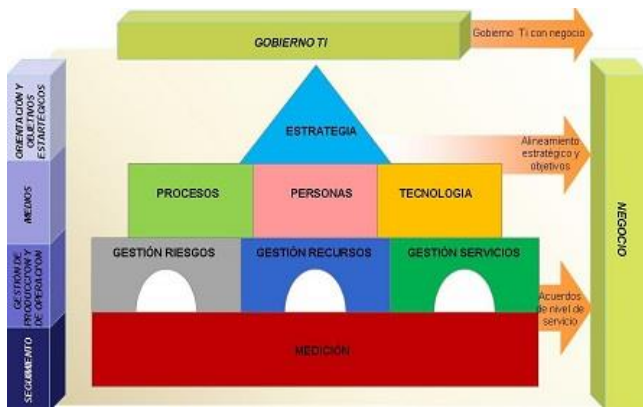 GOBIERNO TI
Gobierno Ti con negocio
ORIENTACIÓN Y
OBJETIVOS
ESTARTÉGICOS
ESTRATEGIA
Alineamiento
estratégico y
objetivos
MEDIOS
PROCESOS
PERSONAS
TECNOLOGIA
NEGOCIO
GESTIÓN DE
PRODUCCIÓN Y
DE OPERACIÓN
GESTIÓN RIESGOS
GESTIÓN RECURSOS
GESTIÓN SERVICIOS
Acuerdos
de nivel de
servicio
SEGUIMIENTO
MEDICIÓN